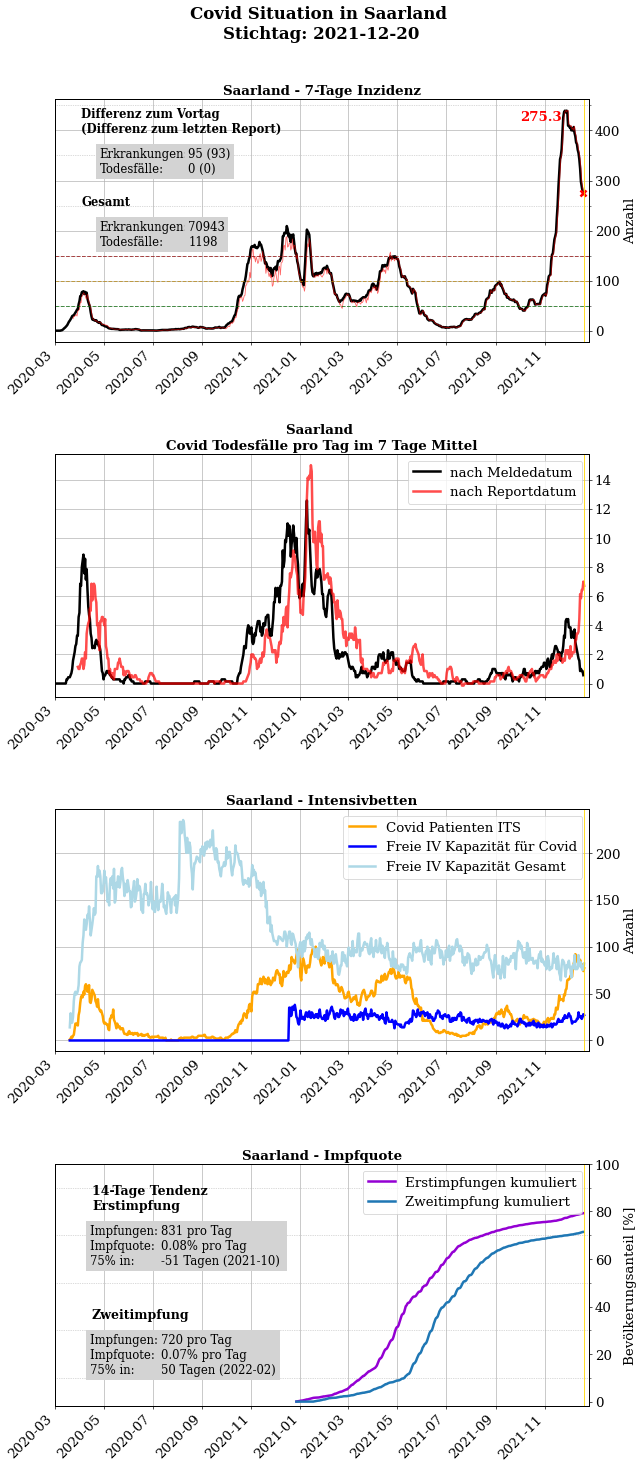 Covid Situation in Saarland
Stichtag: 2021-12-20
Saarland - 7-Tage Inzidenz
Differenz zum Vortag
(Differenz zum letzten Report)
Erkrankungen 95 (93)
Todesfälle: 0 (0)
Gesamt
Erkrankungen 70943
Todesfälle: 1198
275.3
400
300
200
100
0
Anzahl
2020-03
2020-05
2020-07
2020-09
2020-11
2021-01
2021-03
2021-05
2021-07
2021-09
2021-11
Saarland
Covid Todesfälle pro Tag im 7 Tage Mittel
nach Meldedatum
nach Reportdatum
14
12
10
8
6
4
2
0
2020-03
2020-05
2020-07
2020-09
2020-11
2021-01
2021-03
2021-05
2021-07
2021-09
2021-11
Saarland - Intensivbetten
Covid Patienten ITS
Freie IV Kapazität für Covid
Freie IV Kapazität Gesamt
200
150
100
50
0
Anzahl
2020-03
2020-05
2020-07
2020-09
2020-11
2021-01
2021-03
2021-05
2021-07
2021-09
2021-11
Saarland - Impfquote
14-Tage Tendenz
Erstimpfung
Impfungen: 831 pro Tag
Impfquote: 0.08% pro Tag
75% in: -51 Tagen (2021-10)
Zweitimpfung
Impfungen: 720 pro Tag
Impfquote: 0.07% pro Tag
75% in: 50 Tagen (2022-02)
Erstimpfungen kumuliert
Zweitimpfung kumuliert
100
80
60
40
20
0
Bevölkerungsanteil [%]
2020-03
2020-05
2020-07
2020-09
2020-11
2021-01
2021-03
2021-05
2021-07
2021-09
2021-11